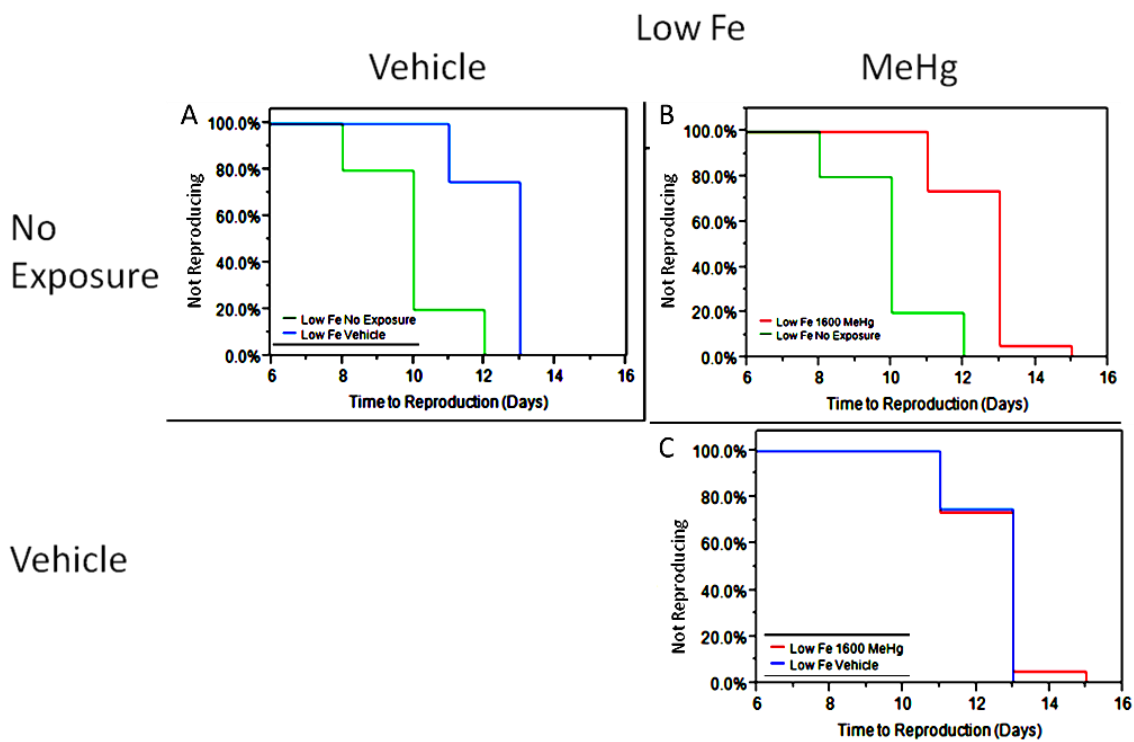 Low Fe
Vehicle
MeHg
No
Exposure
Vehicle
A
100.0%
80.0%
60.0%
40.0%
20.0%
0.0%
Not Reproducing
Low Fe No Exposure
Low Fe Vehicle
6 8 10 12 14 16
Time to Reproduction (Days)
B
100.0%
80.0%
60.0%
40.0%
20.0%
0.0%
Not Reproducing
Low Fe 1600 MeHg
Low Fe No Exposure
6 8 10 12 14 16
Time to Reproduction (Days)
C
100.0%
80.0%
60.0%
40.0%
20.0%
0.0%
Not Reproducing
Low Fe 1600 MeHg
Low Fe Vehicle
6 8 10 12 14 16
Time to Reproduction (Days)